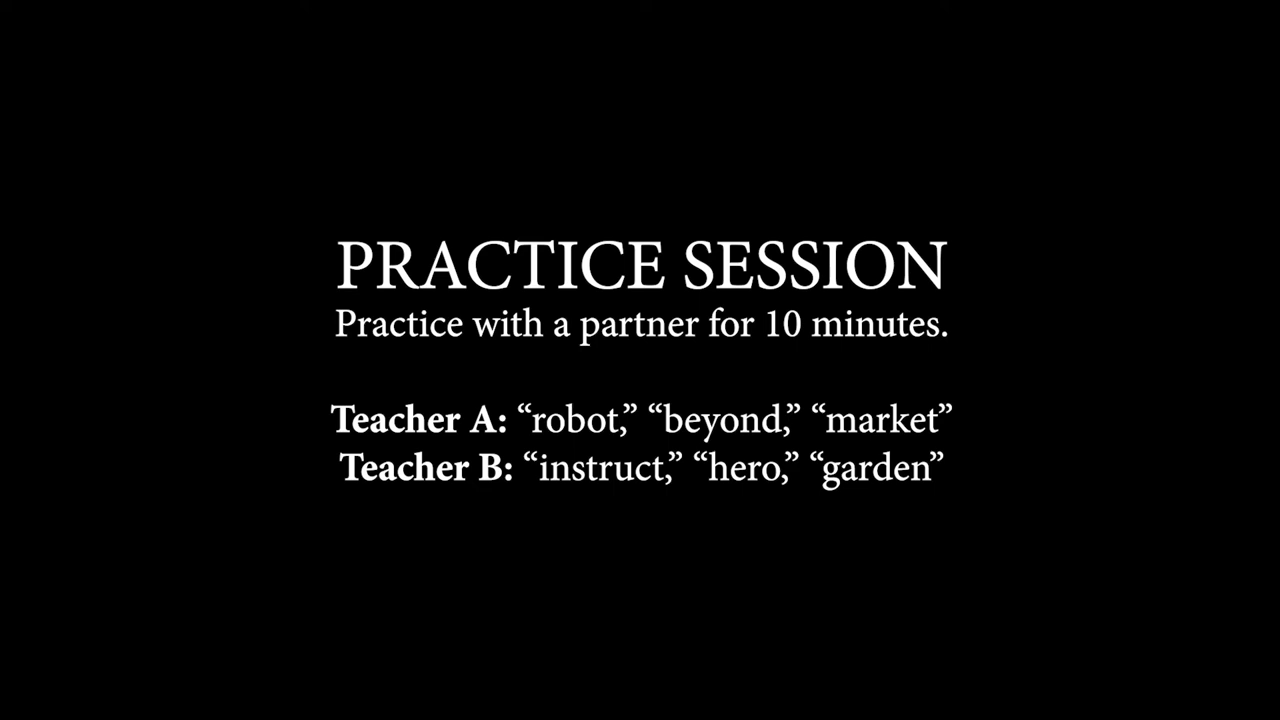 PRACTICE SESSION
Practice with a partner for 10 minutes.
Teacher A: “robot,” “beyond,” “market”
Teacher B: “instruct,” “hero,” “garden”